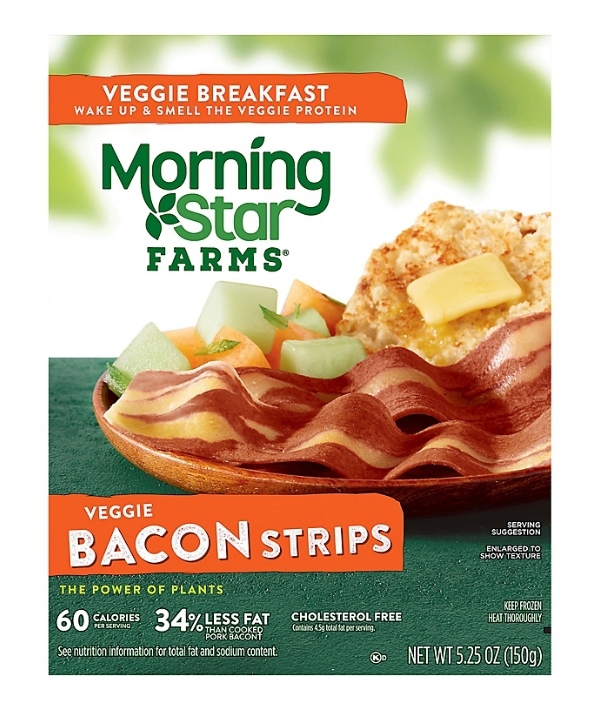 VEGGIE BREAKFAST
WAKE UP & SMELL THE VEGGIE PROTEIN
Morning
Star
FARMS®
VEGGIE
BACON STRIPS
THE POWER OF PLANTS
60 CALORIES
PER SERVING
34% LESS FAT
THAN COOKED
PORK BACON†
CHOLESTEROL FREE
Contains 4.5g total fat per serving.
See nutrition information for total fat and sodium content.
SERVING
SUGGESTION
ENLARGED TO
SHOW TEXTURE
KEEP FROZEN
HEAT THOROUGHLY
K D
NET WT 5.25 OZ (150g)